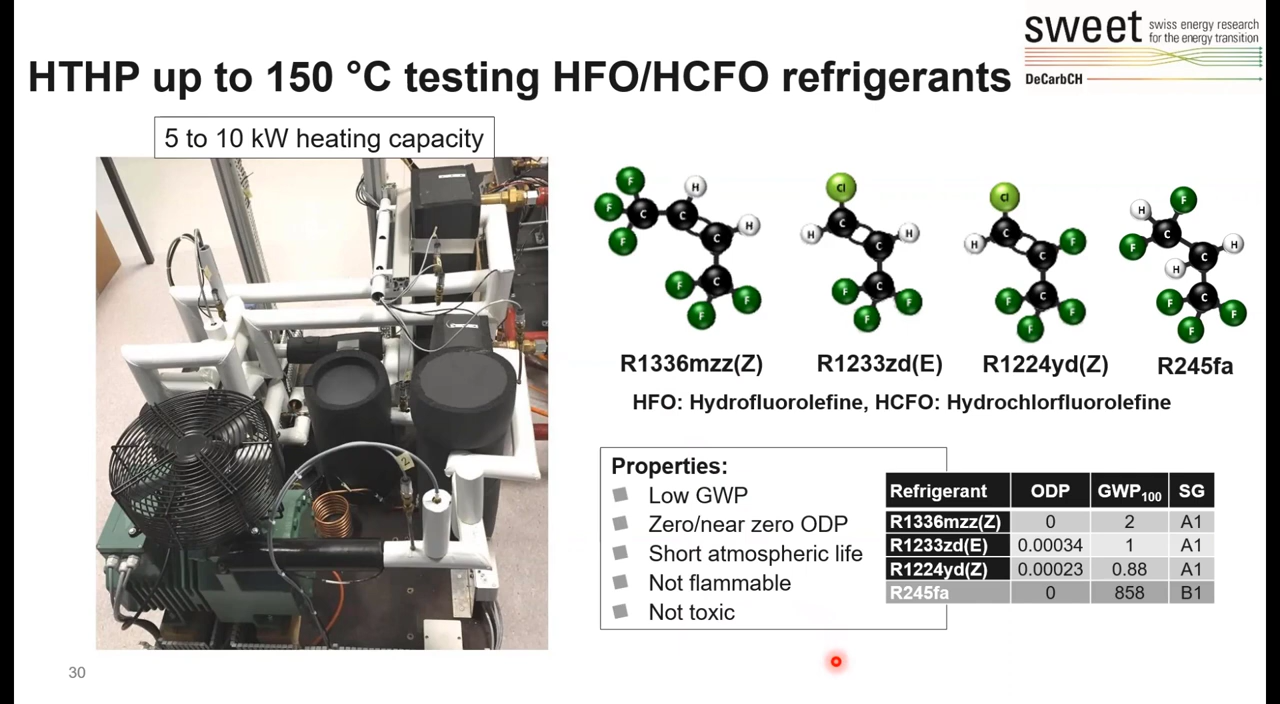 sweet swiss energy research
for the energy transition
DeCarbCH
HTHP up to 150 °C testing HFO/HCFO refrigerants
5 to 10 kW heating capacity
F F F C C H C H C F F F
Cl C H C H C F F F
Cl C H C F C F F F
H F F C C H H C F F F
R1336mzz(Z) R1233zd(E) R1224yd(Z) R245fa
HFO: Hydrofluorolefine, HCFO: Hydrochlorfluorolefine
Properties:
Low GWP
Zero/near zero ODP
Short atmospheric life
Not flammable
Not toxic
Refrigerant ODP GWP100 SG
R1336mzz(Z) 0 2 A1
R1233zd(E) 0.00034 1 A1
R1224yd(Z) 0.00023 0.88 A1
R245fa 0 858 B1
2
30